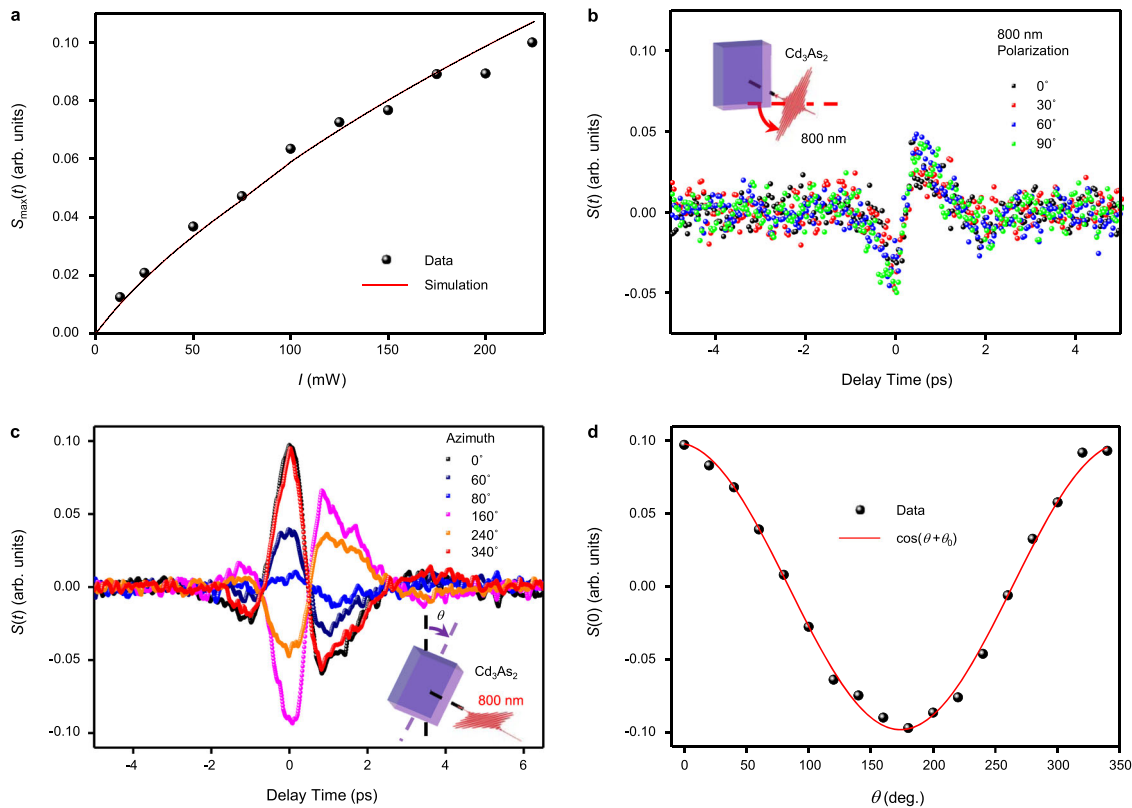 a
0.10
0.08
0.06
0.04
0.02
0.00
S_max(t) (arb. units)
Data
Simulation
0
50
100
150
200
I (mW)
b
0.10
0.05
0.00
-0.05
S(t) (arb. units)
Cd₃As₂
800 nm
800 nm
Polarization
0°
30°
60°
90°
-4
-2
0
2
4
Delay Time (ps)
c
0.10
0.05
0.00
-0.05
-0.10
S(t) (arb. units)
Azimuth
0°
60°
80°
160°
240°
340°
θ
Cd₃As₂
800 nm
-4
-2
0
2
4
6
Delay Time (ps)
d
0.10
0.05
0.00
-0.05
-0.10
S(0) (arb. units)
Data
cos(θ+θ₀)
0
50
100
150
200
250
300
350
θ (deg.)